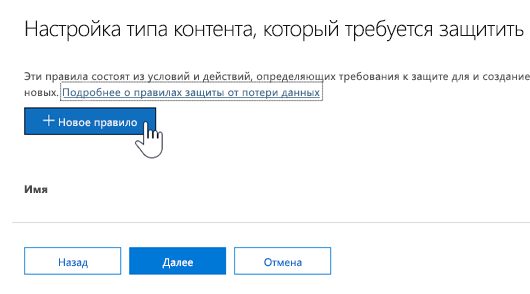 Настройка типа контента, который требуется защитить
Эти правила состоят из условий и действий, определяющих требования к защите для и создание
новых. Подробнее о правилах защиты от потери данных
+ Новое правило
Имя
Назад Далее Отмена